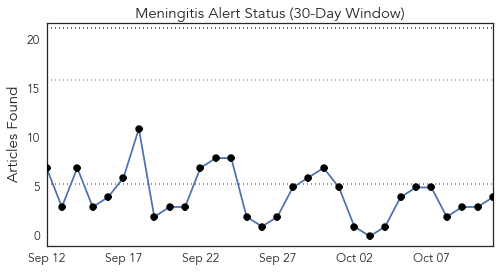 Meningitis Alert Status (30-Day Window)
Articles Found
20
15
10
5
0
Sep 12 Sep 17 Sep 22 Sep 27 Oct 02 Oct 07